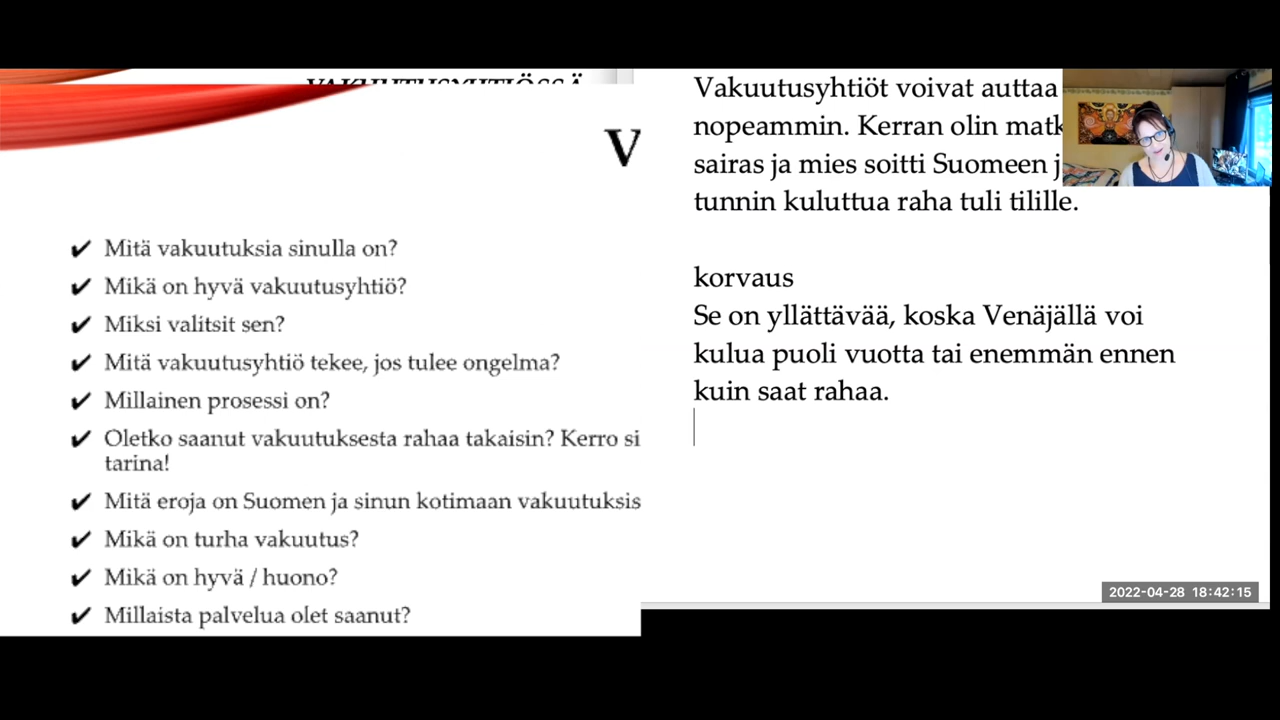 VAKUUTUSYHTIÖSSÄ
V
Mitä vakuutuksia sinulla on?
Mikä on hyvä vakuutusyhtiö?
Miksi valitsit sen?
Mitä vakuutusyhtiö tekee, jos tulee ongelma?
Millainen prosessi on?
Oletko saanut vakuutuksesta rahaa takaisin? Kerro si
tarina!
Mitä eroja on Suomen ja sinun kotimaan vakuutuksis
Mikä on turha vakuutus?
Mikä on hyvä / huono?
Millaista palvelua olet saanut?
Vakuutusyhtiöt voivat auttaa
nopeammin. Kerran olin matk
sairas ja mies soitti Suomeen j
tunnin kuluttua raha tuli tilille.
korvaus
Se on yllättävää, koska Venäjällä voi
kulua puoli vuotta tai enemmän ennen
kuin saat rahaa.
2022-04-28 18:42:15